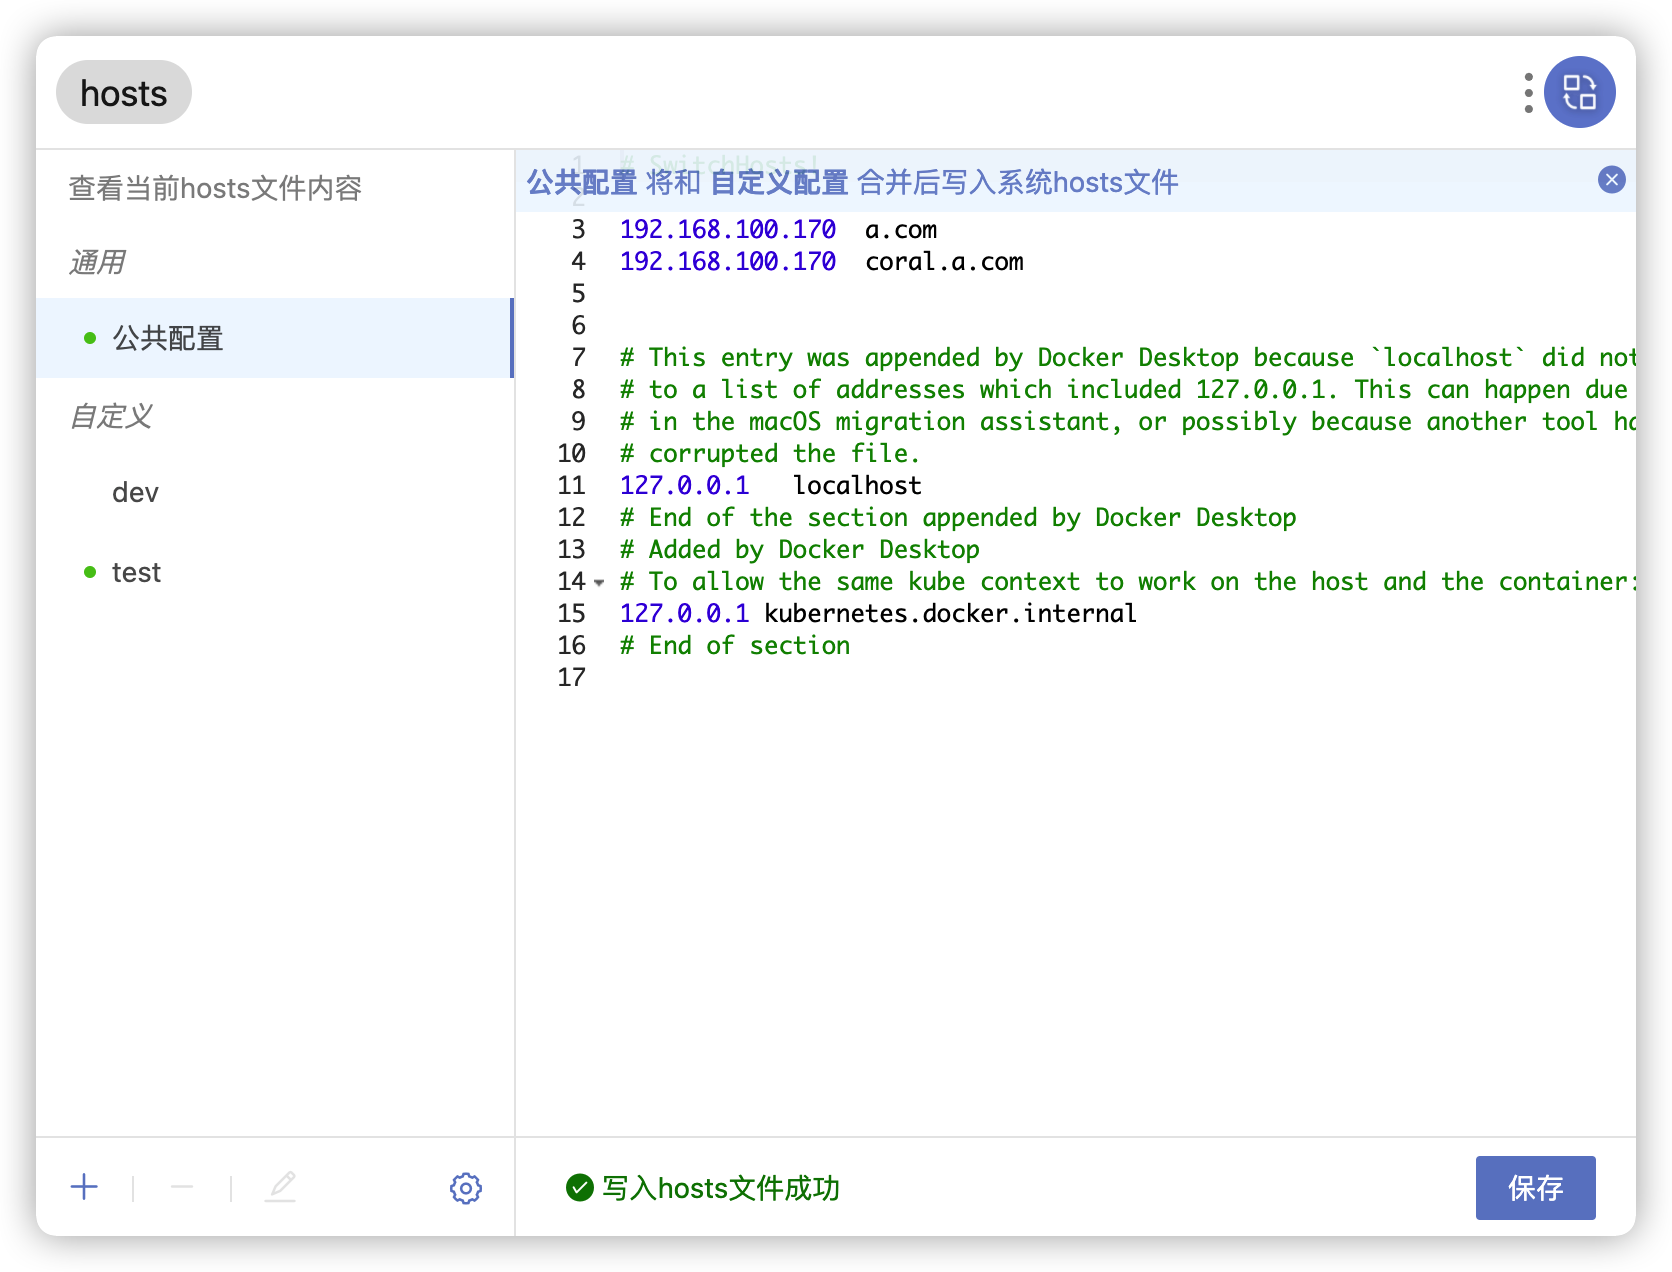 hosts
查看当前hosts文件内容
通用
公共配置
自定义
dev
test
1 # SwitchHosts!
2
公共配置 将和 自定义配置 合并后写入系统hosts文件
3 192.168.100.170  a.com
4 192.168.100.170  coral.a.com
5
6
7 # This entry was appended by Docker Desktop because `localhost` did not
8 # to a list of addresses which included 127.0.0.1. This can happen due
9 # in the macOS migration assistant, or possibly because another tool
10 # corrupted the file.
11 127.0.0.1   localhost
12 # End of the section appended by Docker Desktop
13 # Added by Docker Desktop
14 # To allow the same kube context to work on the host and the container:
15 127.0.0.1 kubernetes.docker.internal
16 # End of section
17
写入hosts文件成功
保存